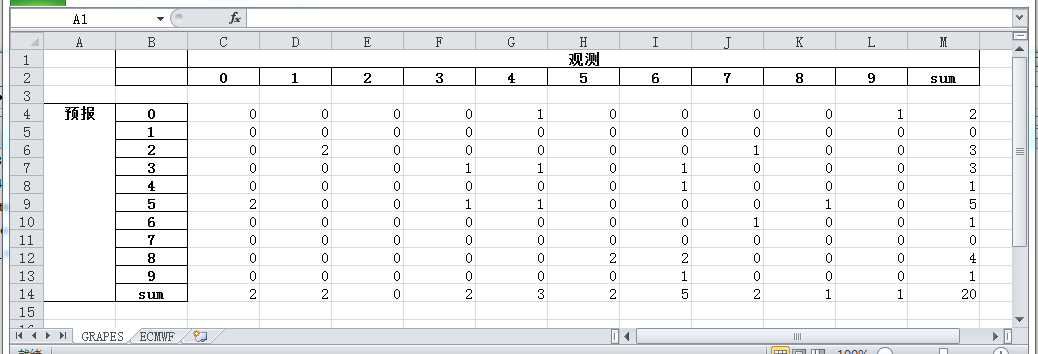 A1 fx
A B C D E F G H I J K L M
1 观测
2 0 1 2 3 4 5 6 7 8 9 sum
3
4 预报 0 0 0 0 0 1 0 0 0 0 1 2
5 1 0 0 0 0 0 0 0 0 0 0 0
6 2 0 2 0 0 0 0 0 1 0 0 3
7 3 0 0 0 1 1 0 1 0 0 0 3
8 4 0 0 0 0 0 0 1 0 0 0 1
9 5 2 0 0 1 1 0 0 0 1 0 5
10 6 0 0 0 0 0 0 0 1 0 0 1
11 7 0 0 0 0 0 0 0 0 0 0 0
12 8 0 0 0 0 0 2 2 0 0 0 4
13 9 0 0 0 0 0 0 1 0 0 0 1
14 sum 2 2 0 2 3 2 5 2 1 1 20
15
GRAPES ECMWF